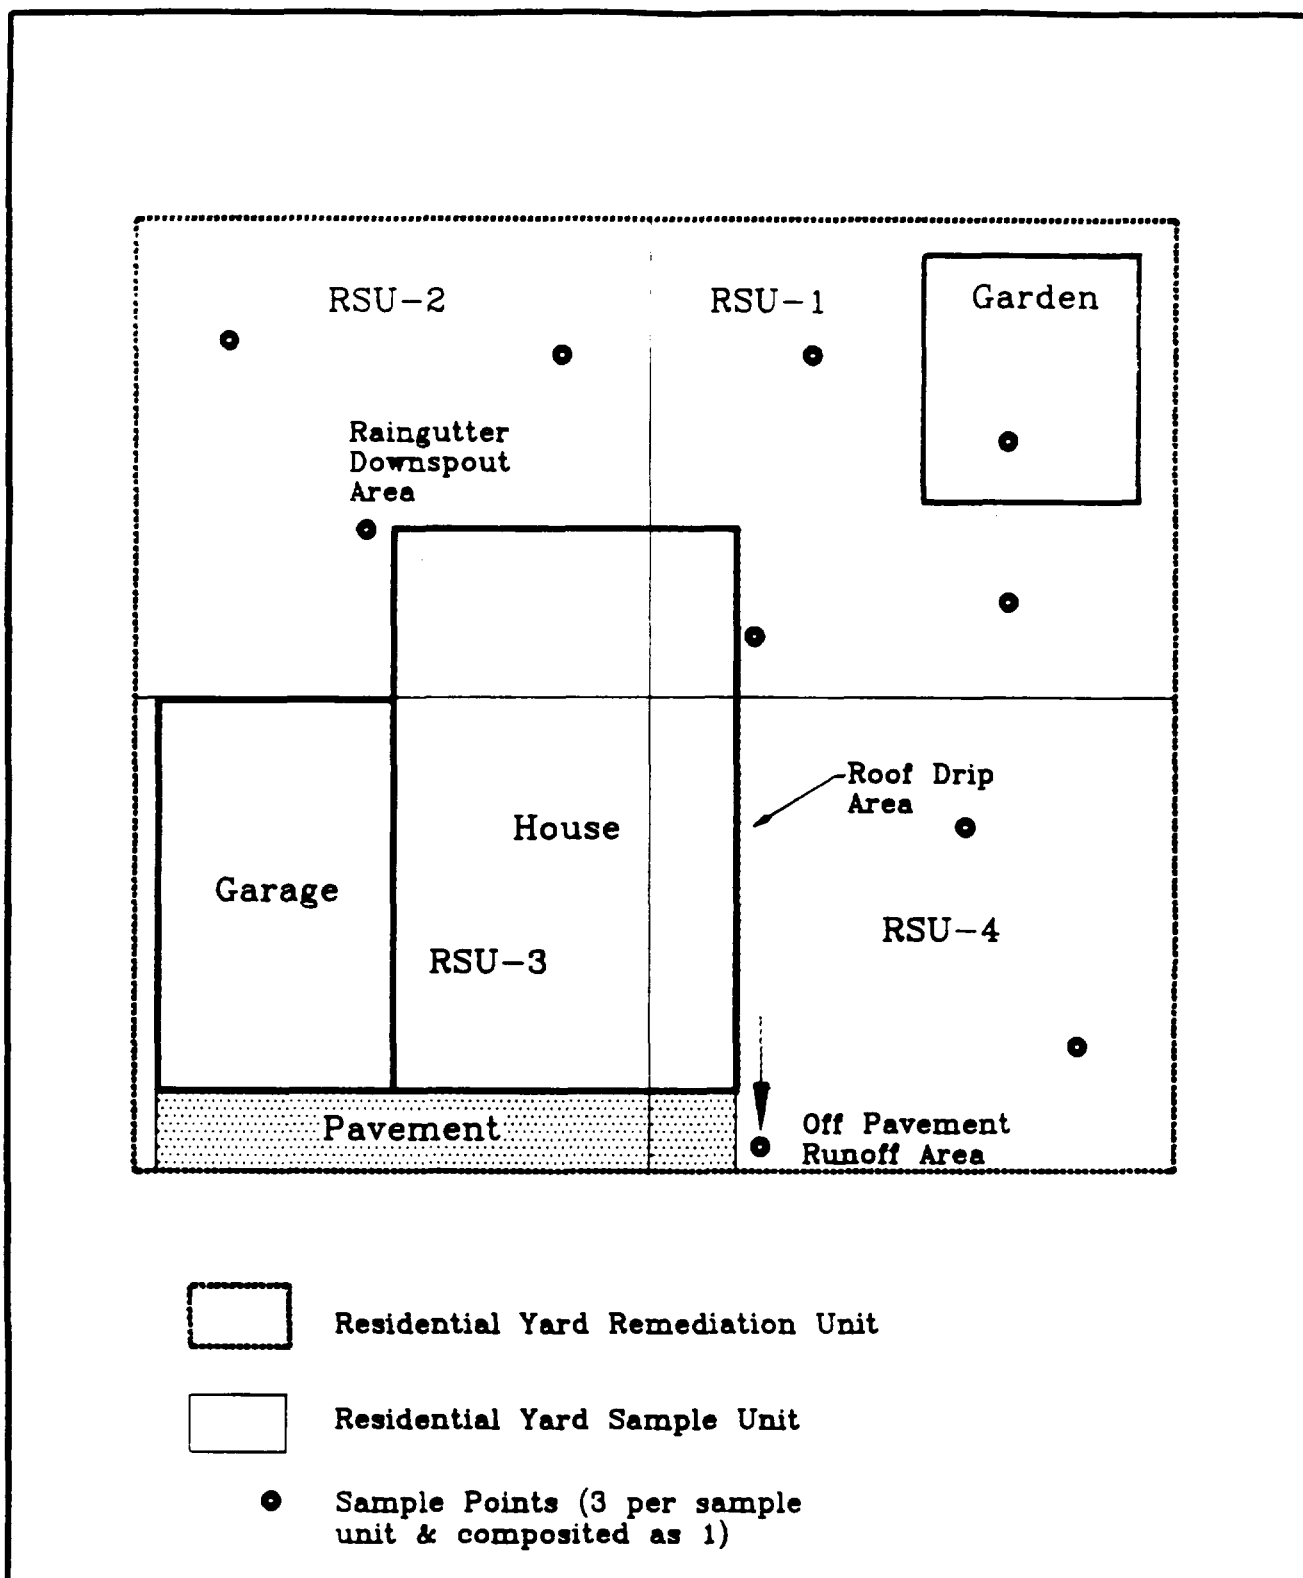 RSU-2
RSU-1
Garden
Raingutter
Downspout
Area
Roof Drip
Area
House
Garage
RSU-4
RSU-3
Off Pavement
Runoff Area
Pavement
Residential Yard Remediation Unit
Residential Yard Sample Unit
Sample Points (3 per sample
unit & composited as 1)